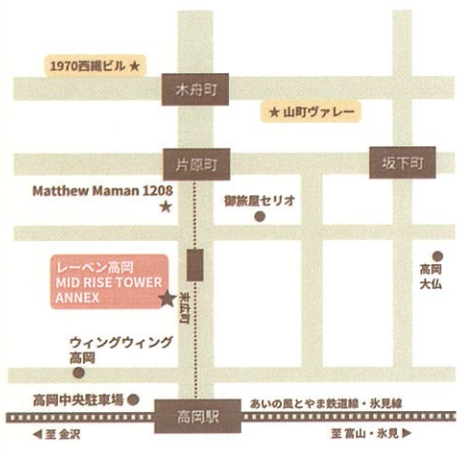 1970西繊ビル ★
木舟町
★ 山町ヴァレー
片原町
坂下町
Matthew Maman 1208
★
御旅屋セリオ
レーベン高岡
MID RISE TOWER
ANNEX
末広町
高岡
大仏
ウィングウィング
高岡
高岡中央駐車場
高岡駅
あいの風とやま鉄道線・氷見線
◀ 至 金沢
至 富山・氷見 ▶